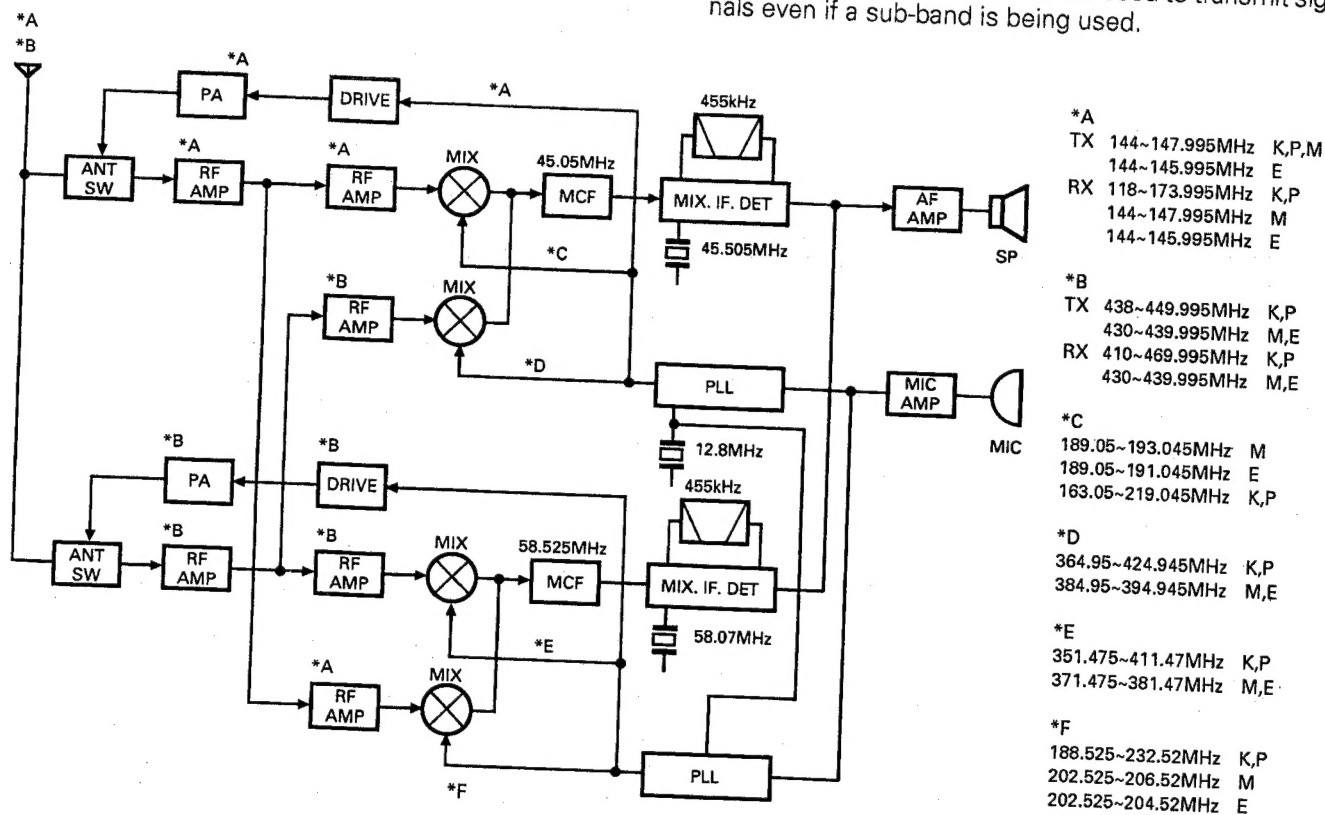 nals even if a sub-band is being used.
*A
*B
*A
PA
DRIVE
*A
ANT
SW
*A
RF
AMP
*A
RF
AMP
MIX
45.05MHz
MCF
455kHz
MIX. IF. DET
45.505MHz
AF
AMP
SP
*C
*B
RF
AMP
MIX
*D
PLL
12.8MHz
MIC
AMP
MIC
*B
PA
*B
DRIVE
ANT
SW
*B
RF
AMP
*B
RF
AMP
MIX
58.525MHz
MCF
455kHz
MIX. IF. DET
58.07MHz
*E
*A
RF
AMP
MIX
*F
PLL
*A
TX 144~147.995MHz K,P,M
144~145.995MHz E
RX 118~173.995MHz K,P
144~147.995MHz M
144~145.995MHz E
*B
TX 438~449.995MHz K,P
430~439.995MHz M,E
RX 410~469.995MHz K,P
430~439.995MHz M,E
*C
189.05~193.045MHz M
189.05~191.045MHz E
163.05~219.045MHz K,P
*D
364.95~424.945MHz K,P
384.95~394.945MHz M,E
*E
351.475~411.47MHz K,P
371.475~381.47MHz M,E
*F
188.525~232.52MHz K,P
202.525~206.52MHz M
202.525~204.52MHz E